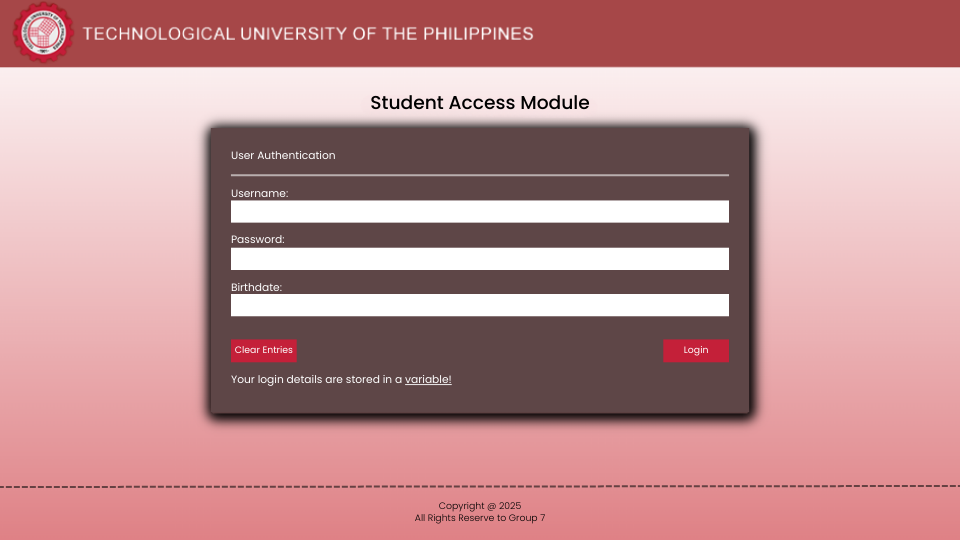 TECHNOLOGICAL UNIVERSITY OF THE PHILIPPINES
Student Access Module
User Authentication
Username:
Password:
Birthdate:
Clear Entries
Login
Your login details are stored in a variable!
Copyright @ 2025
All Rights Reserve to Group 7